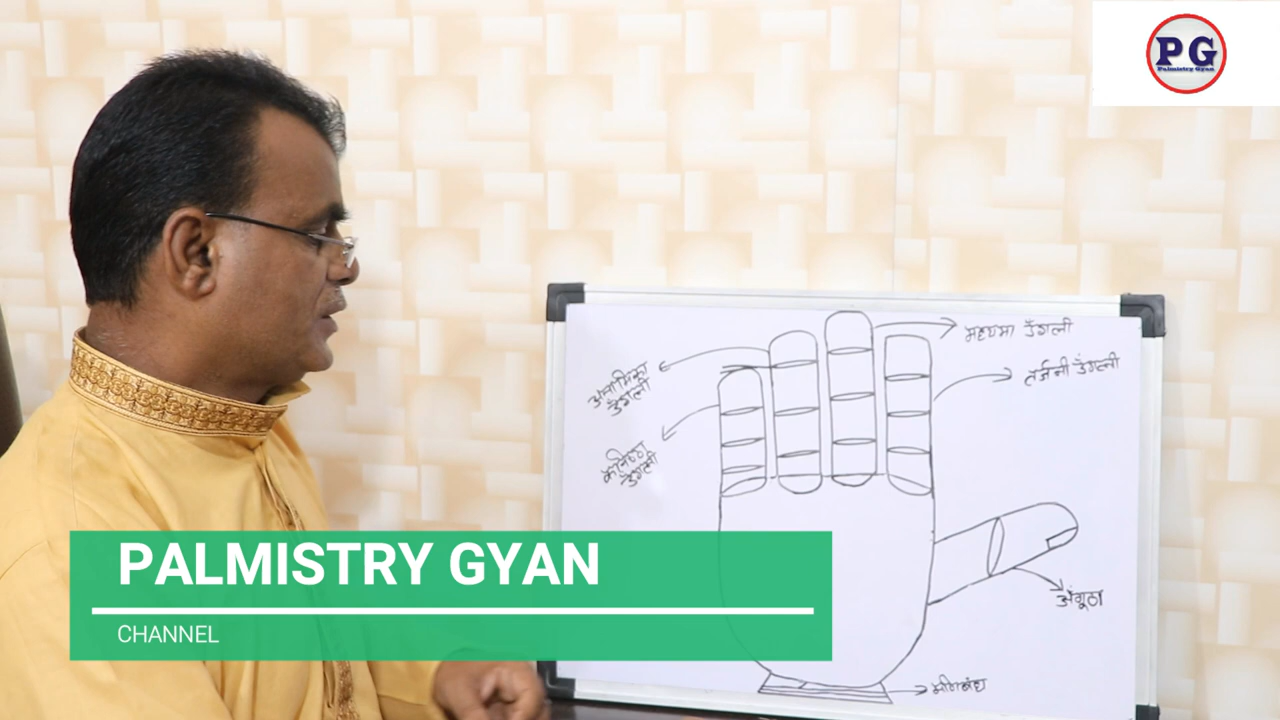 PG
Palmistry Gyan
मध्यमा उँगली
तर्जनी उँगली
अनामिका
उँगली
कनिष्ठा
उँगली
PALMISTRY GYAN
CHANNEL
अँगूठा
मणिबंध